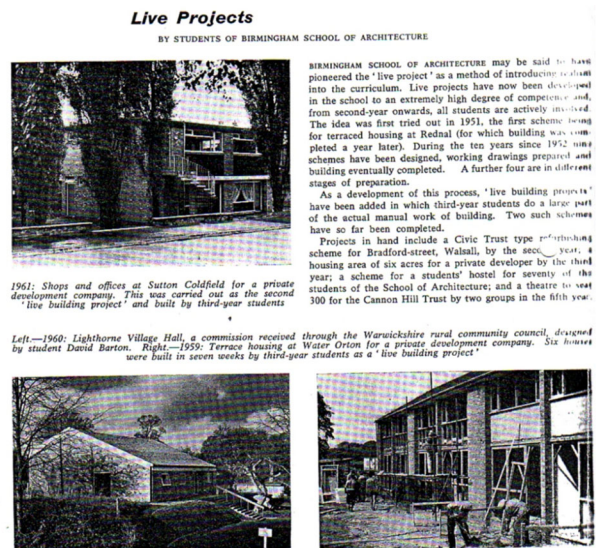 Live Projects
BY STUDENTS OF BIRMINGHAM SCHOOL OF ARCHITECTURE
BIRMINGHAM SCHOOL OF ARCHITECTURE may be said to have
pioneered the ' live project ' as a method of introducing realism
into the curriculum. Live projects have now been developed
in the school to an extremely high degree of competence and,
from second-year onwards, all students are actively involved.
The idea was first tried out in 1951, the first scheme being
for terraced housing at Rednal (for which building was com-
pleted a year later). During the ten years since 1952 nine
schemes have been designed, working drawings prepared and
building eventually completed. A further four are in different
stages of preparation.
As a development of this process, ' live building projects '
have been added in which third-year students do a large part
of the actual manual work of building. Two such schemes
have so far been completed.
Projects in hand include a Civic Trust type refurbishing
scheme for Bradford-street, Walsall, by the second year, a
housing area of six acres for a private developer by the third
year; a scheme for a students' hostel for seventy of the
students of the School of Architecture; and a theatre to seat
300 for the Cannon Hill Trust by two groups in the fifth year.
1961: Shops and offices at Sutton Coldfield for a private
development company. This was carried out as the second
' live building project ' and built by third-year students
Left.—1960: Lighthorne Village Hall, a commission received through the Warwickshire rural community council, designed
by student David Barton. Right.—1959: Terrace housing at Water Orton for a private development company. Six houses
were built in seven weeks by third-year students as a ' live building project '